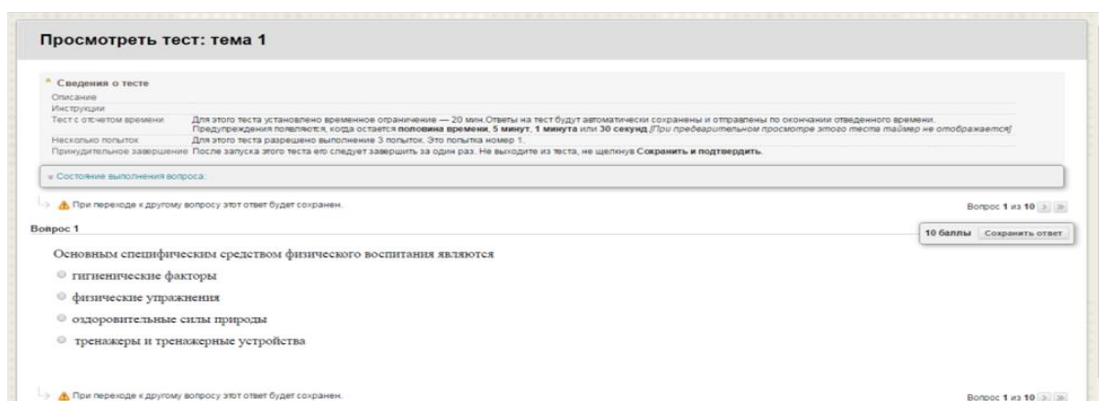 Просмотреть тест: тема 1
Сведения о тесте
Описание
Инструкции
Тест с отсчетом времени Для этого теста установлено временное ограничение — 20 мин.Ответы на тест будут автоматически сохранены и отправлены по окончании отведенного времени.
Предупреждения появляются, когда остается половина времени, 5 минут, 1 минута или 30 секунд.[При предварительном просмотре этого теста таймер не отображается]
Несколько попыток Для этого теста разрешено выполнение 3 попыток. Это попытка номер 1.
Принудительное завершение После запуска этого теста его следует завершить за один раз. Не выходите из теста, не щелкнув Сохранить и подтвердить.
Состояние выполнения вопроса:
При переходе к другому вопросу этот ответ будет сохранен. Вопрос 1 из 10 > >>
Вопрос 1
10 баллы Сохранить ответ
Основным специфическим средством физического воспитания являются
гигиенические факторы
физические упражнения
оздоровительные силы природы
тренажеры и тренажерные устройства
При переходе к другому вопросу этот ответ будет сохранен. Вопрос 1 из 10 > >>